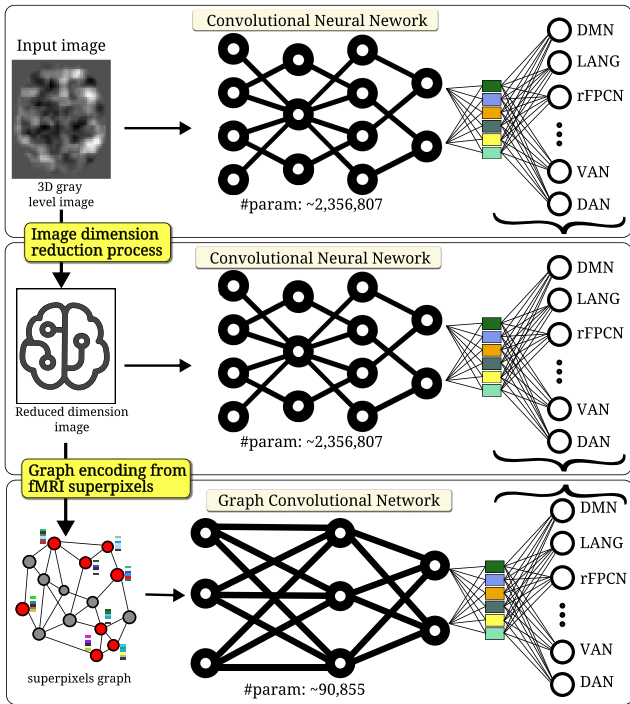 Convolutional Neural Nework
Input image
3D gray
level image
#param: ~2,356,807
DMN
LANG
rFPCN
VAN
DAN
Image dimension
reduction process
Convolutional Neural Nework
Reduced dimension
image
#param: ~2,356,807
DMN
LANG
rFPCN
VAN
DAN
Graph encoding from
fMRI superpixels
Graph Convolutional Network
superpixels graph
#param: ~90,855
DMN
LANG
rFPCN
VAN
DAN